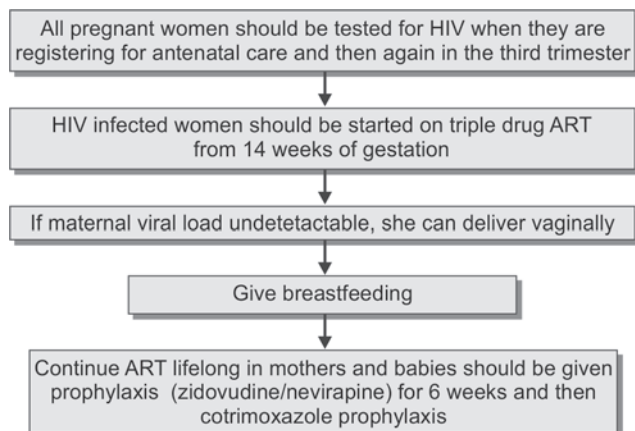 All pregnant women should be tested for HIV when they are
registering for antenatal care and then again in the third trimester
HIV infected women should be started on triple drug ART
from 14 weeks of gestation
If maternal viral load undetetactable, she can deliver vaginally
Give breastfeeding
Continue ART lifelong in mothers and babies should be given
prophylaxis (zidovudine/nevirapine) for 6 weeks and then
cotrimoxazole prophylaxis